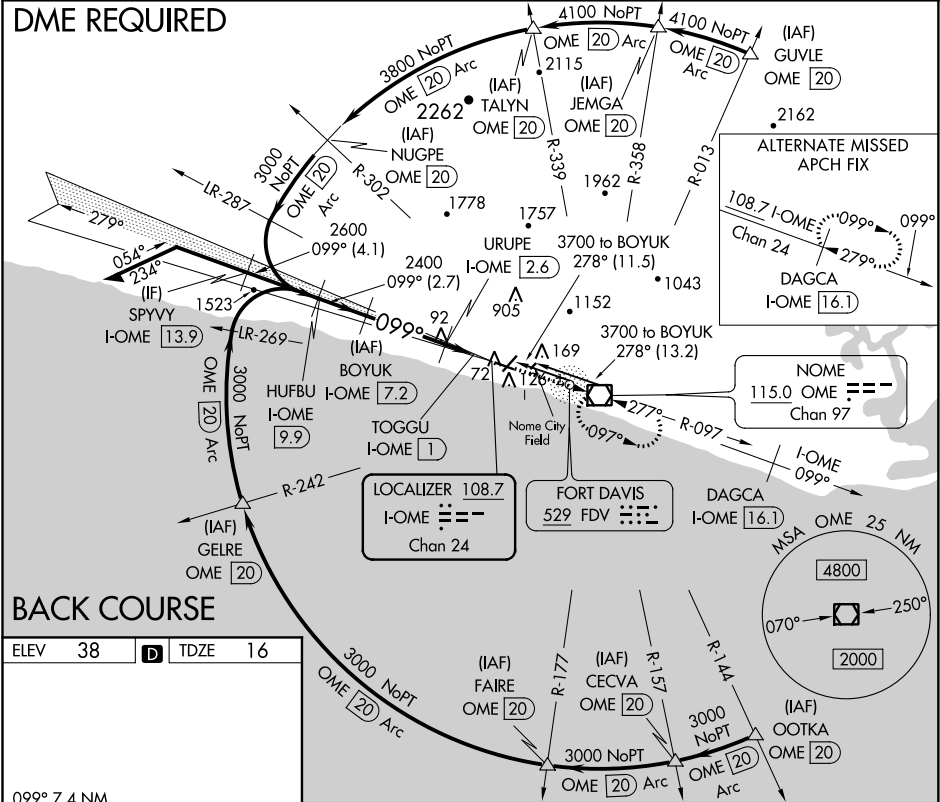 DME REQUIRED
4100 NoPT
OME 20 Arc
4100 NoPT
OME 20
Arc
(IAF)
GUVLE
OME 20
3800 NoPT
OME 20 Arc
2115
(IAF)
TALYN
OME 20
(IAF)
JEMGA
OME 20
2262
2162
(IAF)
NUGPE
OME 20
3000
NoPT
OME 20
Arc
R-302
R-339
R-358
R-013
ALTERNATE MISSED
APCH FIX
108.7 I-OME
Chan 24
099°
279°
099°
DAGCA
I-OME 16.1
LR-287
1778
1962
1757
279°
2600
099° (4.1)
URUPE
I-OME 2.6
3700 to BOYUK
278° (11.5)
054°
234°
2400
099° (2.7)
1043
905
1152
(IF)
SPYVY
I-OME 13.9
1523
LR-269
099°
92
169
3700 to BOYUK
278° (13.2)
72
126
(IAF)
BOYUK
I-OME 7.2
HUFBU
I-OME
9.9
3000 NoPT
OME 20 Arc
TOGGU
I-OME 1
Nome City
Field
NOME
115.0 OME
Chan 97
277°
R-097
097°
I-OME
099°
R-242
LOCALIZER 108.7
I-OME
Chan 24
FORT DAVIS
529 FDV
DAGCA
I-OME 16.1
(IAF)
GELRE
OME 20
MSA OME 25 NM
4800
070°
250°
2000
BACK COURSE
ELEV 38 D TDZE 16
3000 NoPT
OME 20 Arc
(IAF)
FAIRE
OME 20
R-177
(IAF)
CECVA
OME 20
R-157
R-144
(IAF)
OOTKA
OME 20
3000
NoPT
OME 20
Arc
3000 NoPT
OME 20 Arc
099° 7.4 NM